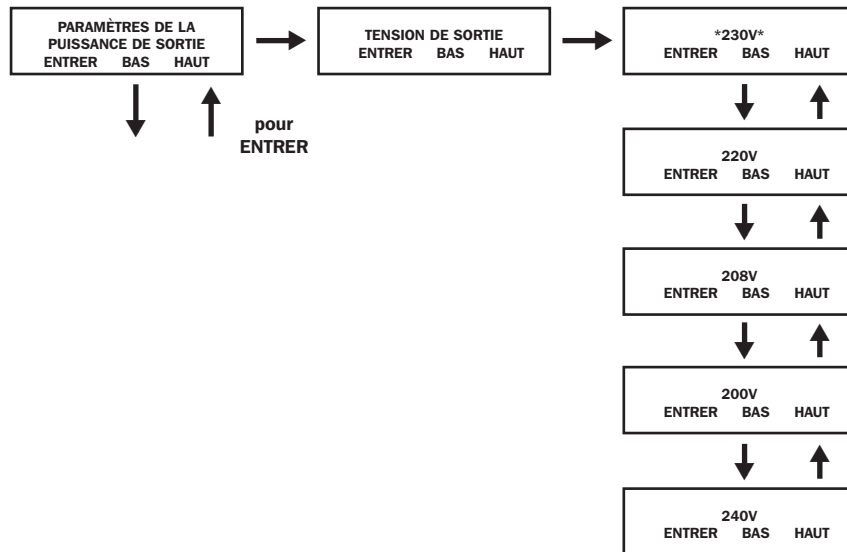 PARAMÈTRES DE LA
PUISSANCE DE SORTIE
ENTRER BAS HAUT
pour
ENTRER
TENSION DE SORTIE
ENTRER BAS HAUT
*230V*
ENTRER BAS HAUT
220V
ENTRER BAS HAUT
208V
ENTRER BAS HAUT
200V
ENTRER BAS HAUT
240V
ENTRER BAS HAUT